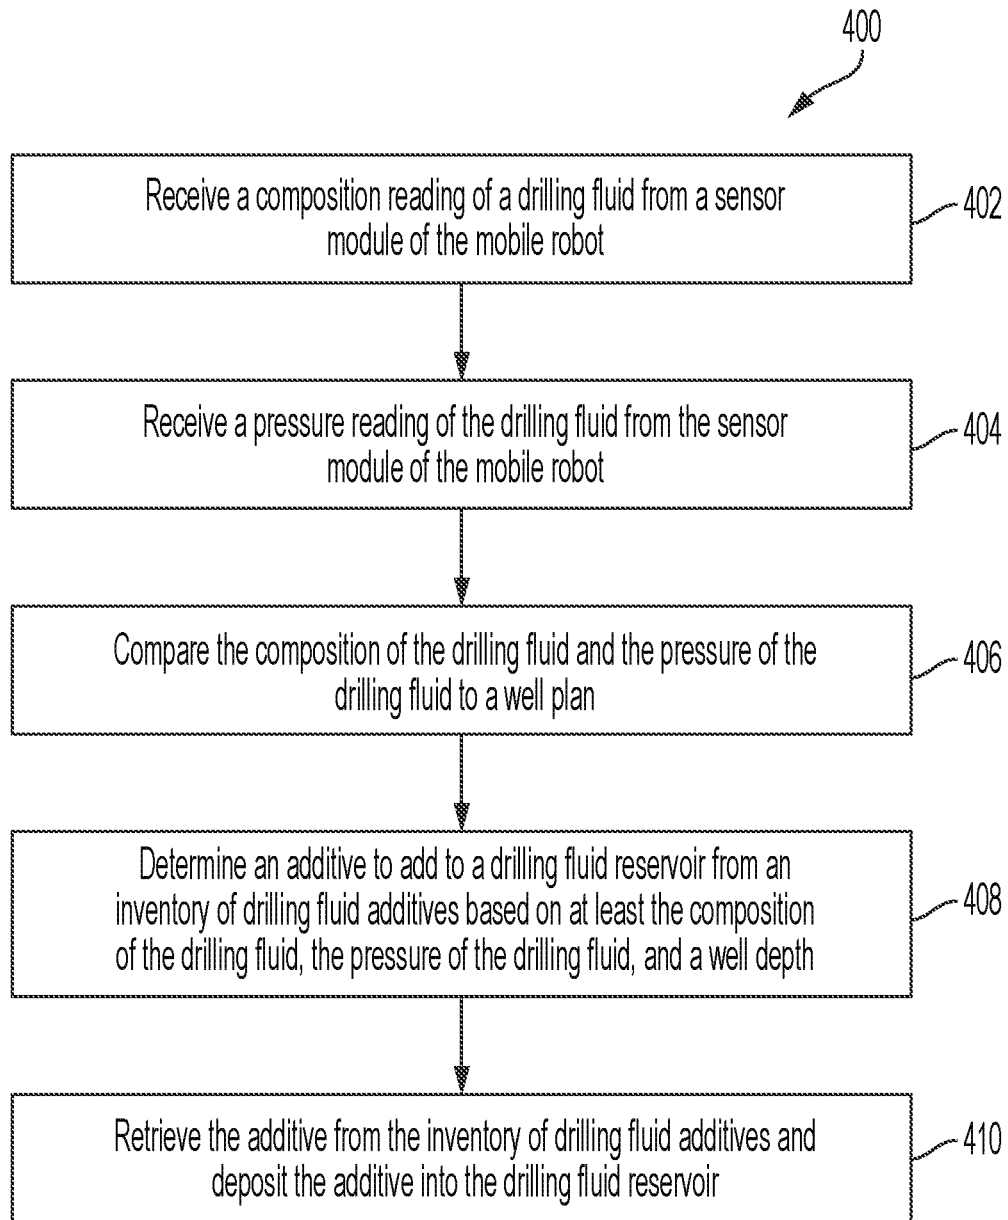 400
Receive a composition reading of a drilling fluid from a sensor
module of the mobile robot
402
Receive a pressure reading of the drilling fluid from the sensor
module of the mobile robot
404
Compare the composition of the drilling fluid and the pressure of the
drilling fluid to a well plan
406
Determine an additive to add to a drilling fluid reservoir from an
inventory of drilling fluid additives based on at least the composition
of the drilling fluid, the pressure of the drilling fluid, and a well depth
408
Retrieve the additive from the inventory of drilling fluid additives and
deposit the additive into the drilling fluid reservoir
410